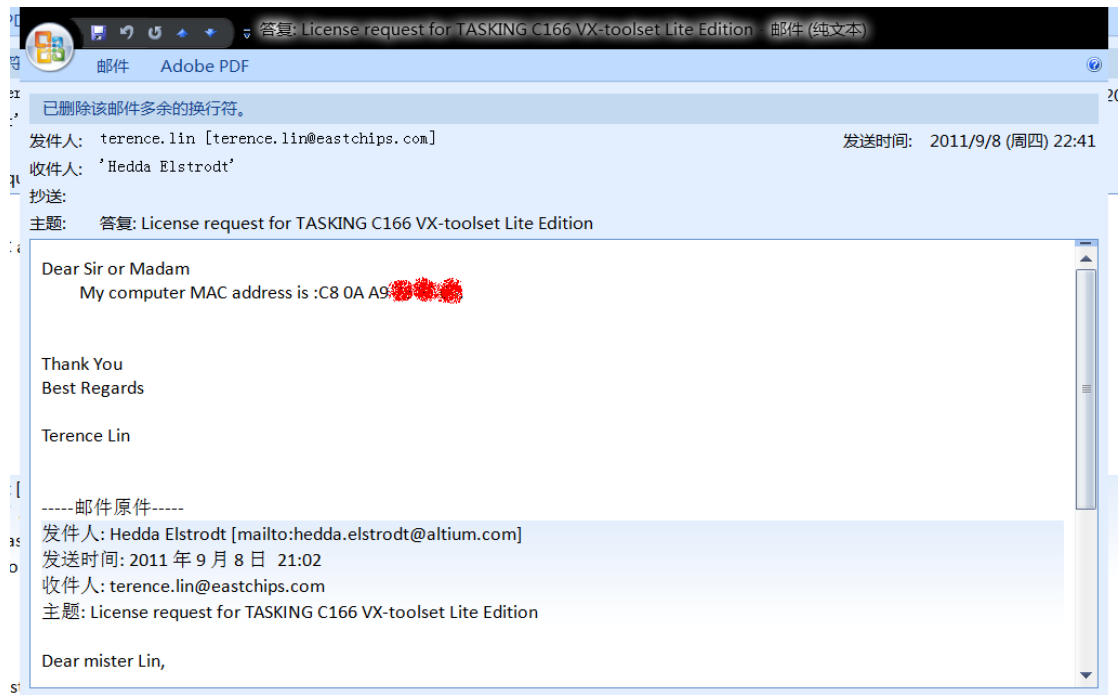 答复: License request for TASKING C166 VX-toolset Lite Edition - 邮件 (纯文本)
邮件 Adobe PDF
已删除该邮件多余的换行符。
发件人: terence.lin [terence.lin@eastchips.com] 发送时间: 2011/9/8 (周四) 22:41
收件人: 'Hedda Elstrodt'
抄送:
主题: 答复: License request for TASKING C166 VX-toolset Lite Edition
Dear Sir or Madam
My computer MAC address is :C8 0A A9
Thank You
Best Regards
Terence Lin
-----邮件原件-----
发件人: Hedda Elstrodt [mailto:hedda.elstrodt@altium.com]
发送时间: 2011 年 9 月 8 日 21:02
收件人: terence.lin@eastchips.com
主题: License request for TASKING C166 VX-toolset Lite Edition
Dear mister Lin,